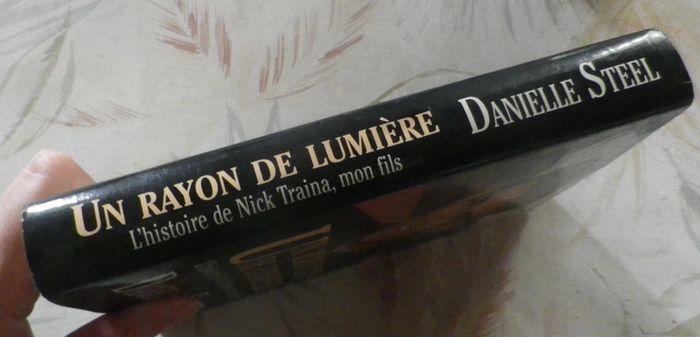 UN RAYON DE LUMIÈRE
L'histoire de Nick Traina, mon fils
DANIELLE STEEL